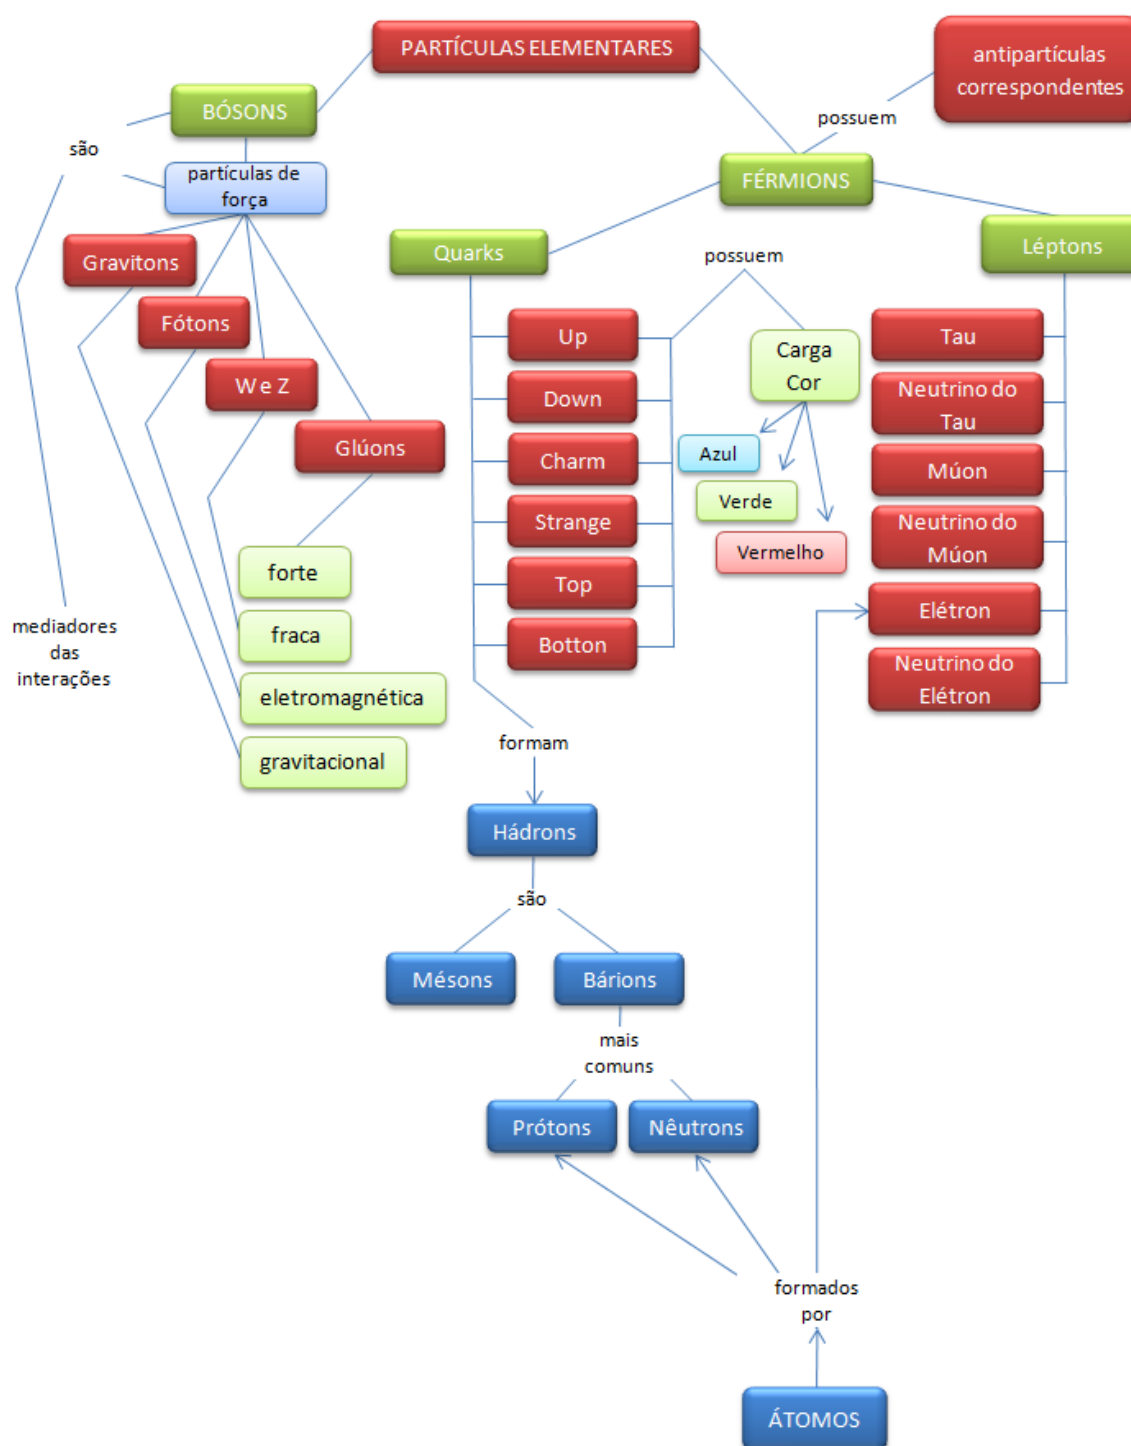 PARTÍCULAS ELEMENTARES
antipartículas
correspondentes
BÓSONS
possuem
são
partículas de
força
FÉRMIONS
Gravitons
Quarks
possuem
Léptons
Fótons
Up
Carga
Cor
Tau
W e Z
Down
Neutrino do
Tau
Glúons
Charm
Azul
Múon
Strange
Verde
Neutrino do
Múon
Vermelho
forte
Top
Elétron
fraca
Botton
mediadores
das
interações
Neutrino do
Elétron
eletromagnética
gravitacional
formam
Hádrons
são
Mésons
Bárions
mais
comuns
Prótons
Nêutrons
formados
por
ÁTOMOS